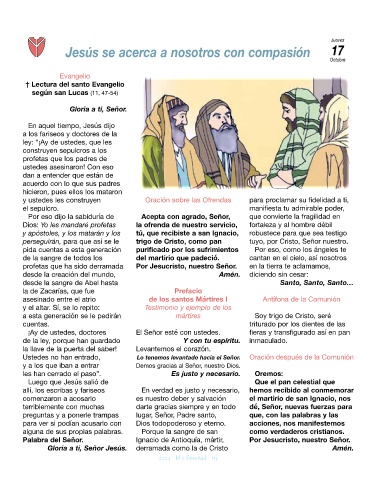 Jueves
17
Octubre
Jesús se acerca a nosotros con compasión
Evangelio
† Lectura del santo Evangelio
según san Lucas (11, 47-54)
Gloria a ti, Señor.
En aquel tiempo, Jesús dijo
a los fariseos y doctores de la
ley: "¡Ay de ustedes, que les
construyen sepulcros a los
profetas que los padres de
ustedes asesinaron! Con eso
dan a entender que están de
acuerdo con lo que sus padres
hicieron, pues ellos los mataron
y ustedes les construyen
el sepulcro.
Por eso dijo la sabiduría de
Dios: Yo les mandaré profetas
y apóstoles, y los matarán y los
perseguirán, para que así se le
pida cuentas a esta generación
de la sangre de todos los
profetas que ha sido derramada
desde la creación del mundo,
desde la sangre de Abel hasta
la de Zacarías, que fue
asesinado entre el atrio
y el altar. Sí, se lo repito:
a esta generación se le pedirán
cuentas.
¡Ay de ustedes, doctores
de la ley, porque han guardado
la llave de la puerta del saber!
Ustedes no han entrado,
y a los que iban a entrar
les han cerrado el paso".
Luego que Jesús salió de
allí, los escribas y fariseos
comenzaron a acosarlo
terriblemente con muchas
preguntas y a ponerle trampas
para ver si podían acusarlo con
alguna de sus propias palabras.
Palabra del Señor.
Gloria a ti, Señor Jesús.
Oración sobre las Ofrendas
Acepta con agrado, Señor,
la ofrenda de nuestro servicio,
tú, que recibiste a san Ignacio,
trigo de Cristo, como pan
purificado por los sufrimientos
del martirio que padeció.
Por Jesucristo, nuestro Señor.
Amén.
Prefacio
de los santos Mártires I
Testimonio y ejemplo de los
mártires
El Señor esté con ustedes.
Y con tu espíritu.
Levantemos el corazón.
Lo tenemos levantado hacia el Señor.
Demos gracias al Señor, nuestro Dios.
Es justo y necesario.
En verdad es justo y necesario,
es nuestro deber y salvación
darte gracias siempre y en todo
lugar, Señor, Padre santo,
Dios todopoderoso y eterno.
Porque la sangre de san
Ignacio de Antioquía, mártir,
derramada como la de Cristo
para proclamar su fidelidad a ti,
manifiesta tu admirable poder,
que convierte la fragilidad en
fortaleza y al hombre débil
robustece para que sea testigo
tuyo, por Cristo, Señor nuestro.
Por eso, como los ángeles te
cantan en el cielo, así nosotros
en la tierra te aclamamos,
diciendo sin cesar:
Santo, Santo, Santo...
Antífona de la Comunión
Soy trigo de Cristo, seré
triturado por los dientes de las
fieras y transfigurado así en pan
inmaculado.
Oración después de la Comunión
Oremos:
Que el pan celestial que
hemos recibido al conmemorar
el martirio de san Ignacio, nos
dé, Señor, nuevas fuerzas para
que, con las palabras y las
acciones, nos manifestemos
como verdaderos cristianos.
Por Jesucristo, nuestro Señor.
Amén.